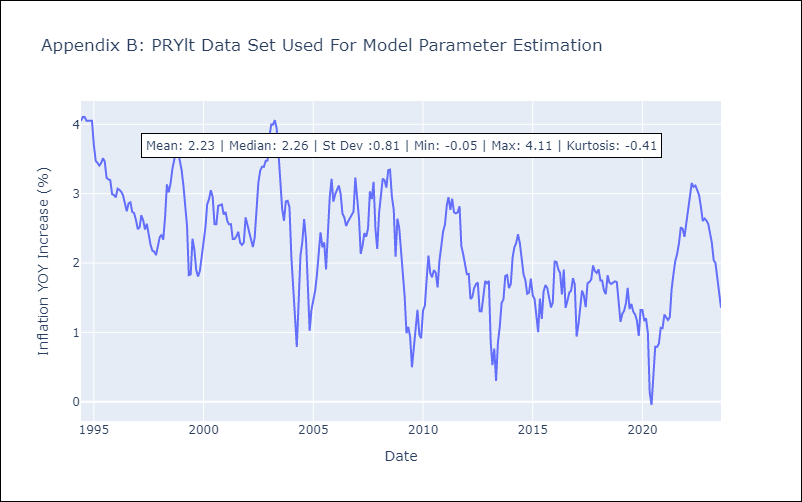 Appendix B: PRYlt Data Set Used For Model Parameter Estimation
Mean: 2.23 | Median: 2.26 | St Dev :0.81 | Min: -0.05 | Max: 4.11 | Kurtosis: -0.41
Inflation YOY Increase (%)
4
3
2
1
0
1995
2000
2005
2010
2015
2020
Date